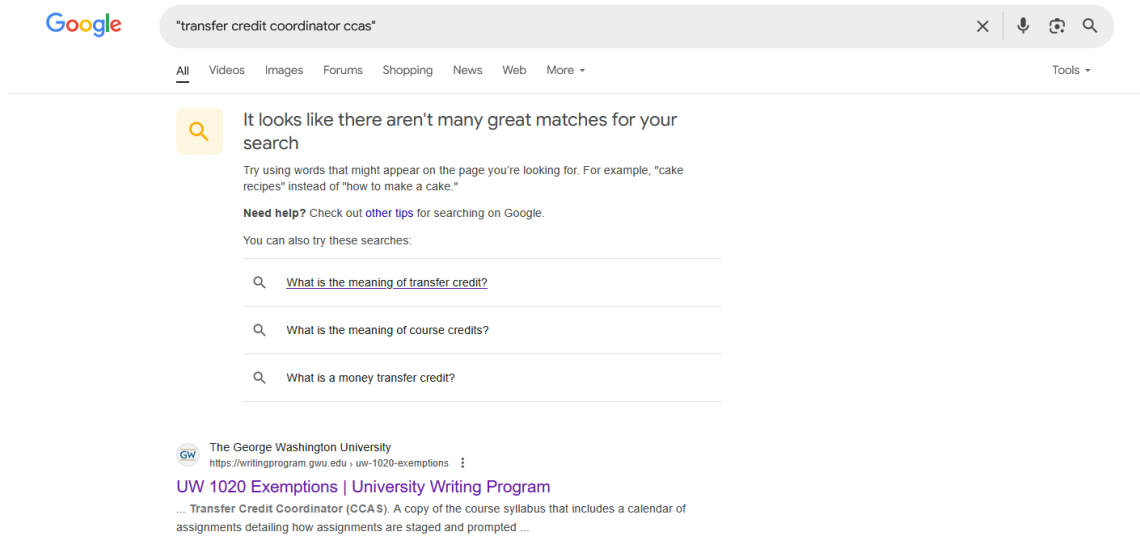 Google
"transfer credit coordinator ccas"
All Videos Images Forums Shopping News Web More Tools
It looks like there aren't many great matches for your
search
Try using words that might appear on the page you're looking for. For example, "cake
recipes" instead of "how to make a cake."
Need help? Check out other tips for searching on Google.
You can also try these searches:
What is the meaning of transfer credit?
What is the meaning of course credits?
What is a money transfer credit?
GW
The George Washington University
https://writingprogram.gwu.edu › uw-1020-exemptions
UW 1020 Exemptions | University Writing Program
... Transfer Credit Coordinator (CCAS). A copy of the course syllabus that includes a calendar of
assignments detailing how assignments are staged and prompted ...